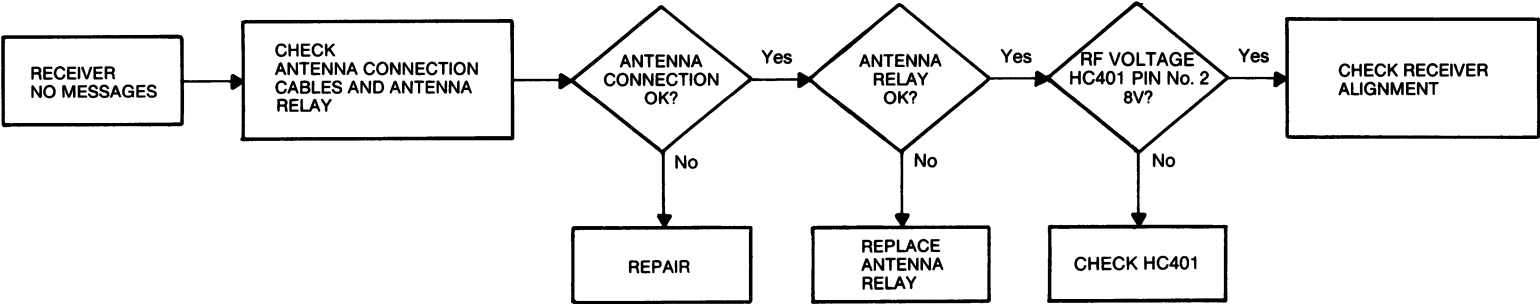 RECEIVER
NO MESSAGES
CHECK
ANTENNA CONNECTION
CABLES AND ANTENNA
RELAY
ANTENNA
CONNECTION
OK?
Yes
No
REPAIR
ANTENNA
RELAY
OK?
Yes
No
REPLACE
ANTENNA
RELAY
RF VOLTAGE
HC401 PIN No. 2
8V?
Yes
No
CHECK HC401
CHECK RECEIVER
ALIGNMENT